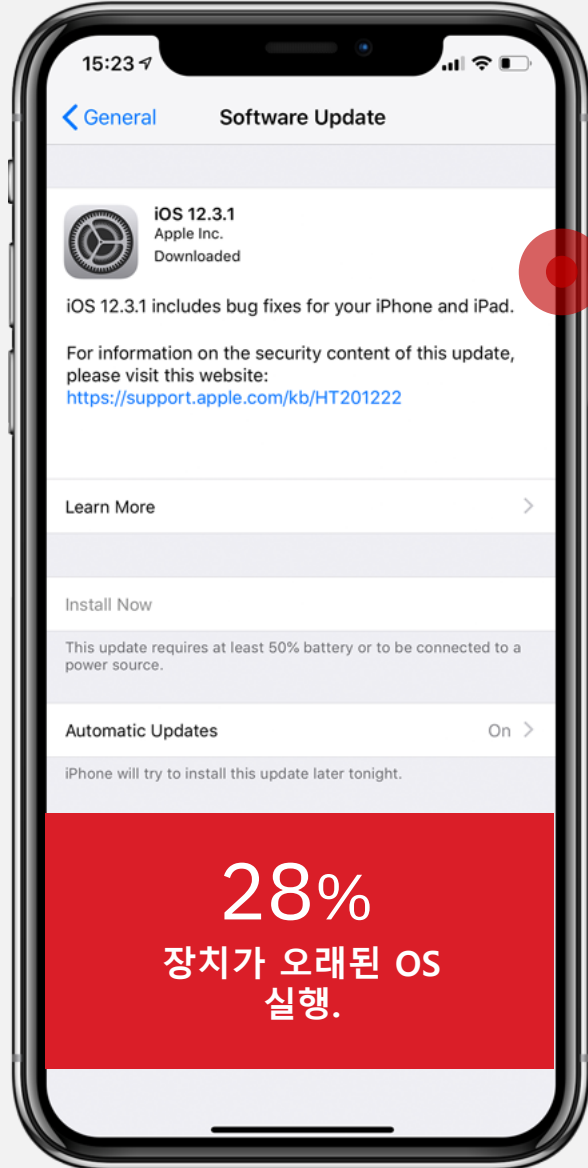 15:23
General
Software Update
iOS 12.3.1
Apple Inc.
Downloaded
iOS 12.3.1 includes bug fixes for your iPhone and iPad.
For information on the security content of this update,
please visit this website:
https://support.apple.com/kb/HT201222
Learn More
Install Now
This update requires at least 50% battery or to be connected to a
power source.
Automatic Updates
On
iPhone will try to install this update later tonight.
28%
장치가 오래된 OS
실행.